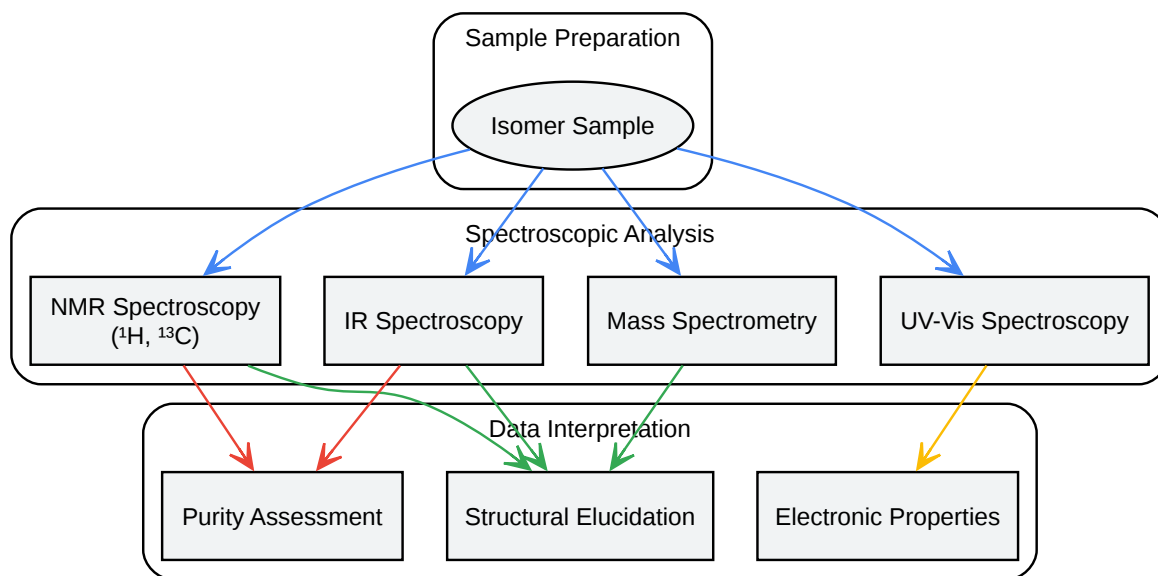 Sample Preparation
Isomer Sample
Spectroscopic Analysis
NMR Spectroscopy
(¹H, ¹³C)
IR Spectroscopy
Mass Spectrometry
UV-Vis Spectroscopy
Data Interpretation
Purity Assessment
Structural Elucidation
Electronic Properties